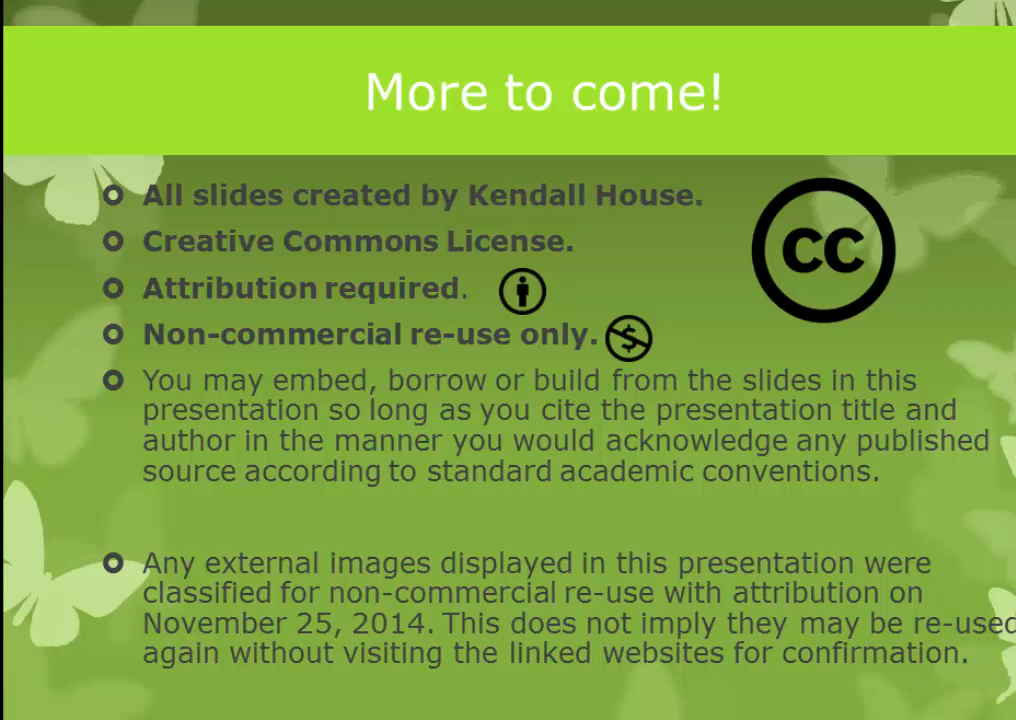 More to come!
All slides created by Kendall House.
Creative Commons License.
Attribution required.
Non-commercial re-use only.
You may embed, borrow or build from the slides in this
presentation so long as you cite the presentation title and
author in the manner you would acknowledge any published
source according to standard academic conventions.
Any external images displayed in this presentation were
classified for non-commercial re-use with attribution on
November 25, 2014. This does not imply they may be re-used
again without visiting the linked websites for confirmation.
CC
$